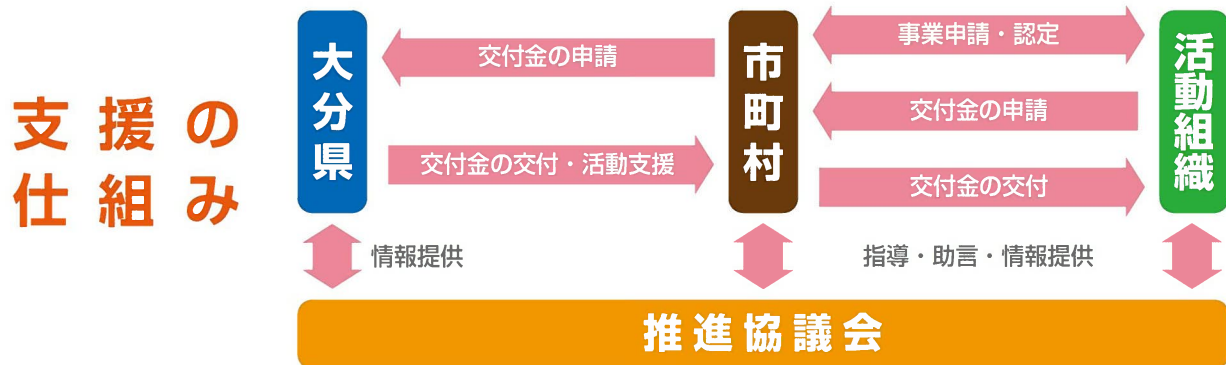 支援の
仕組み
大分県
交付金の申請
交付金の交付・活動支援
市町村
事業申請・認定
交付金の申請
交付金の交付
活動組織
情報提供
指導・助言・情報提供
推進協議会